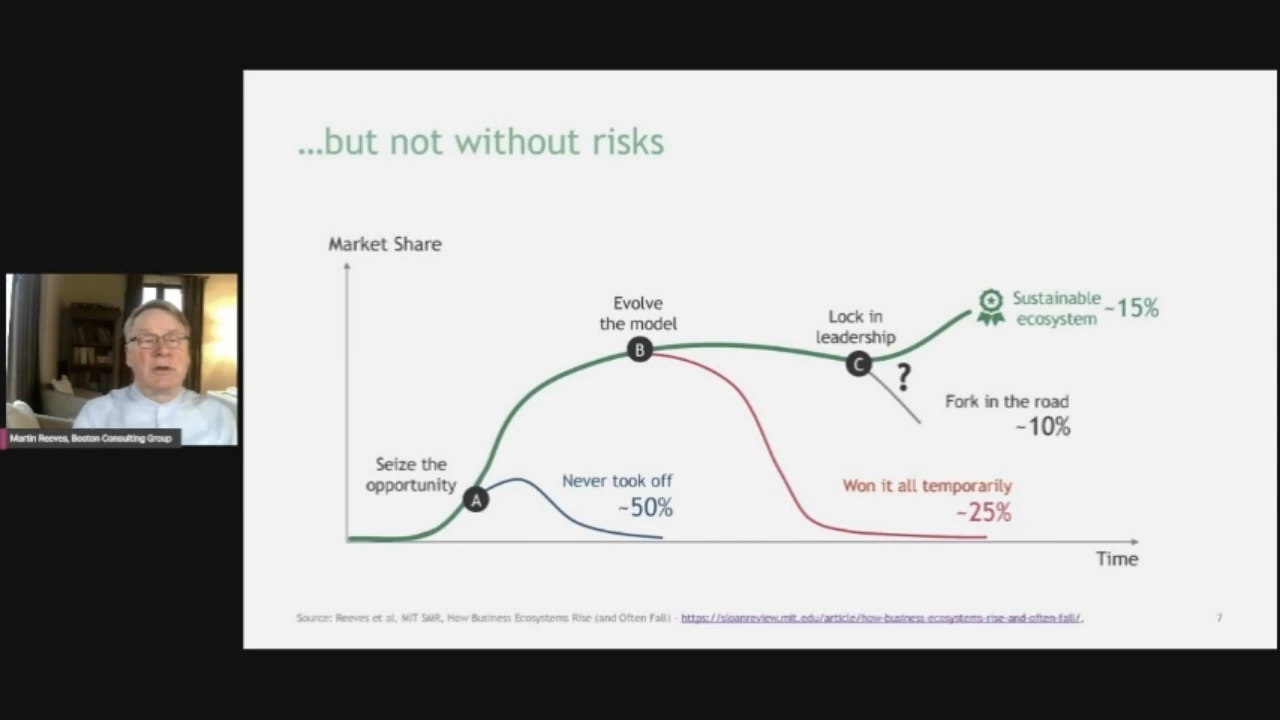 ...but not without risks
Market Share
Evolve
the model
B
Lock in
leadership
C
?
Sustainable
ecosystem
~15%
Fork in the road
~10%
Seize the
opportunity
A
Never took off
~50%
Won it all temporarily
~25%
Time
Martin Reeves, Boston Consulting Group
Source: Reeves et al, MIT SMR, How Business Ecosystems Rise (and Often Fall) - https://sloanreview.mit.edu/article/how-business-ecosystems-rise-and-often-fall/.
7